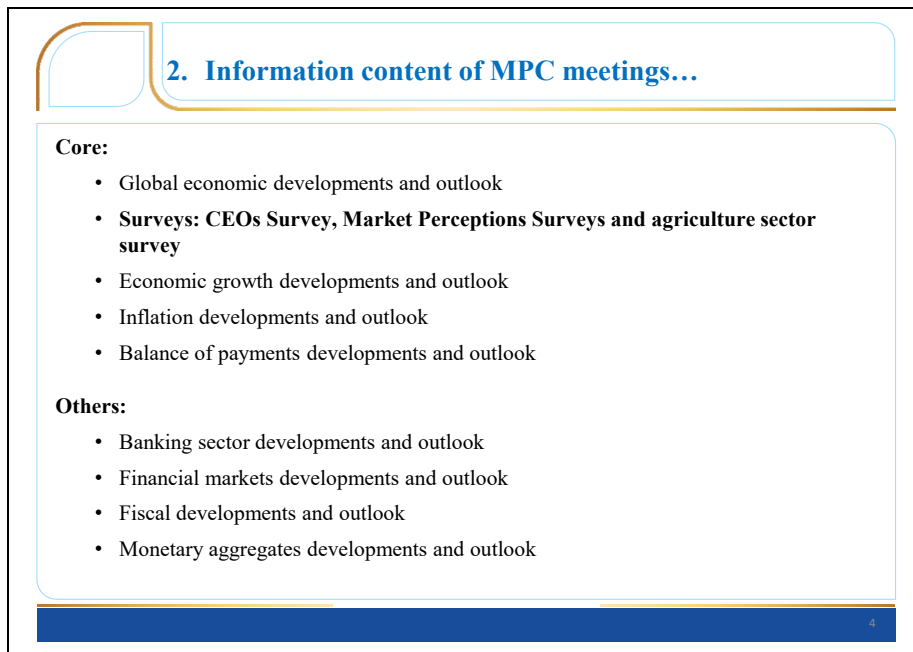 2. Information content of MPC meetings…
Core:
• Global economic developments and outlook
• Surveys: CEOs Survey, Market Perceptions Surveys and agriculture sector
survey
• Economic growth developments and outlook
• Inflation developments and outlook
• Balance of payments developments and outlook
Others:
• Banking sector developments and outlook
• Financial markets developments and outlook
• Fiscal developments and outlook
• Monetary aggregates developments and outlook
4